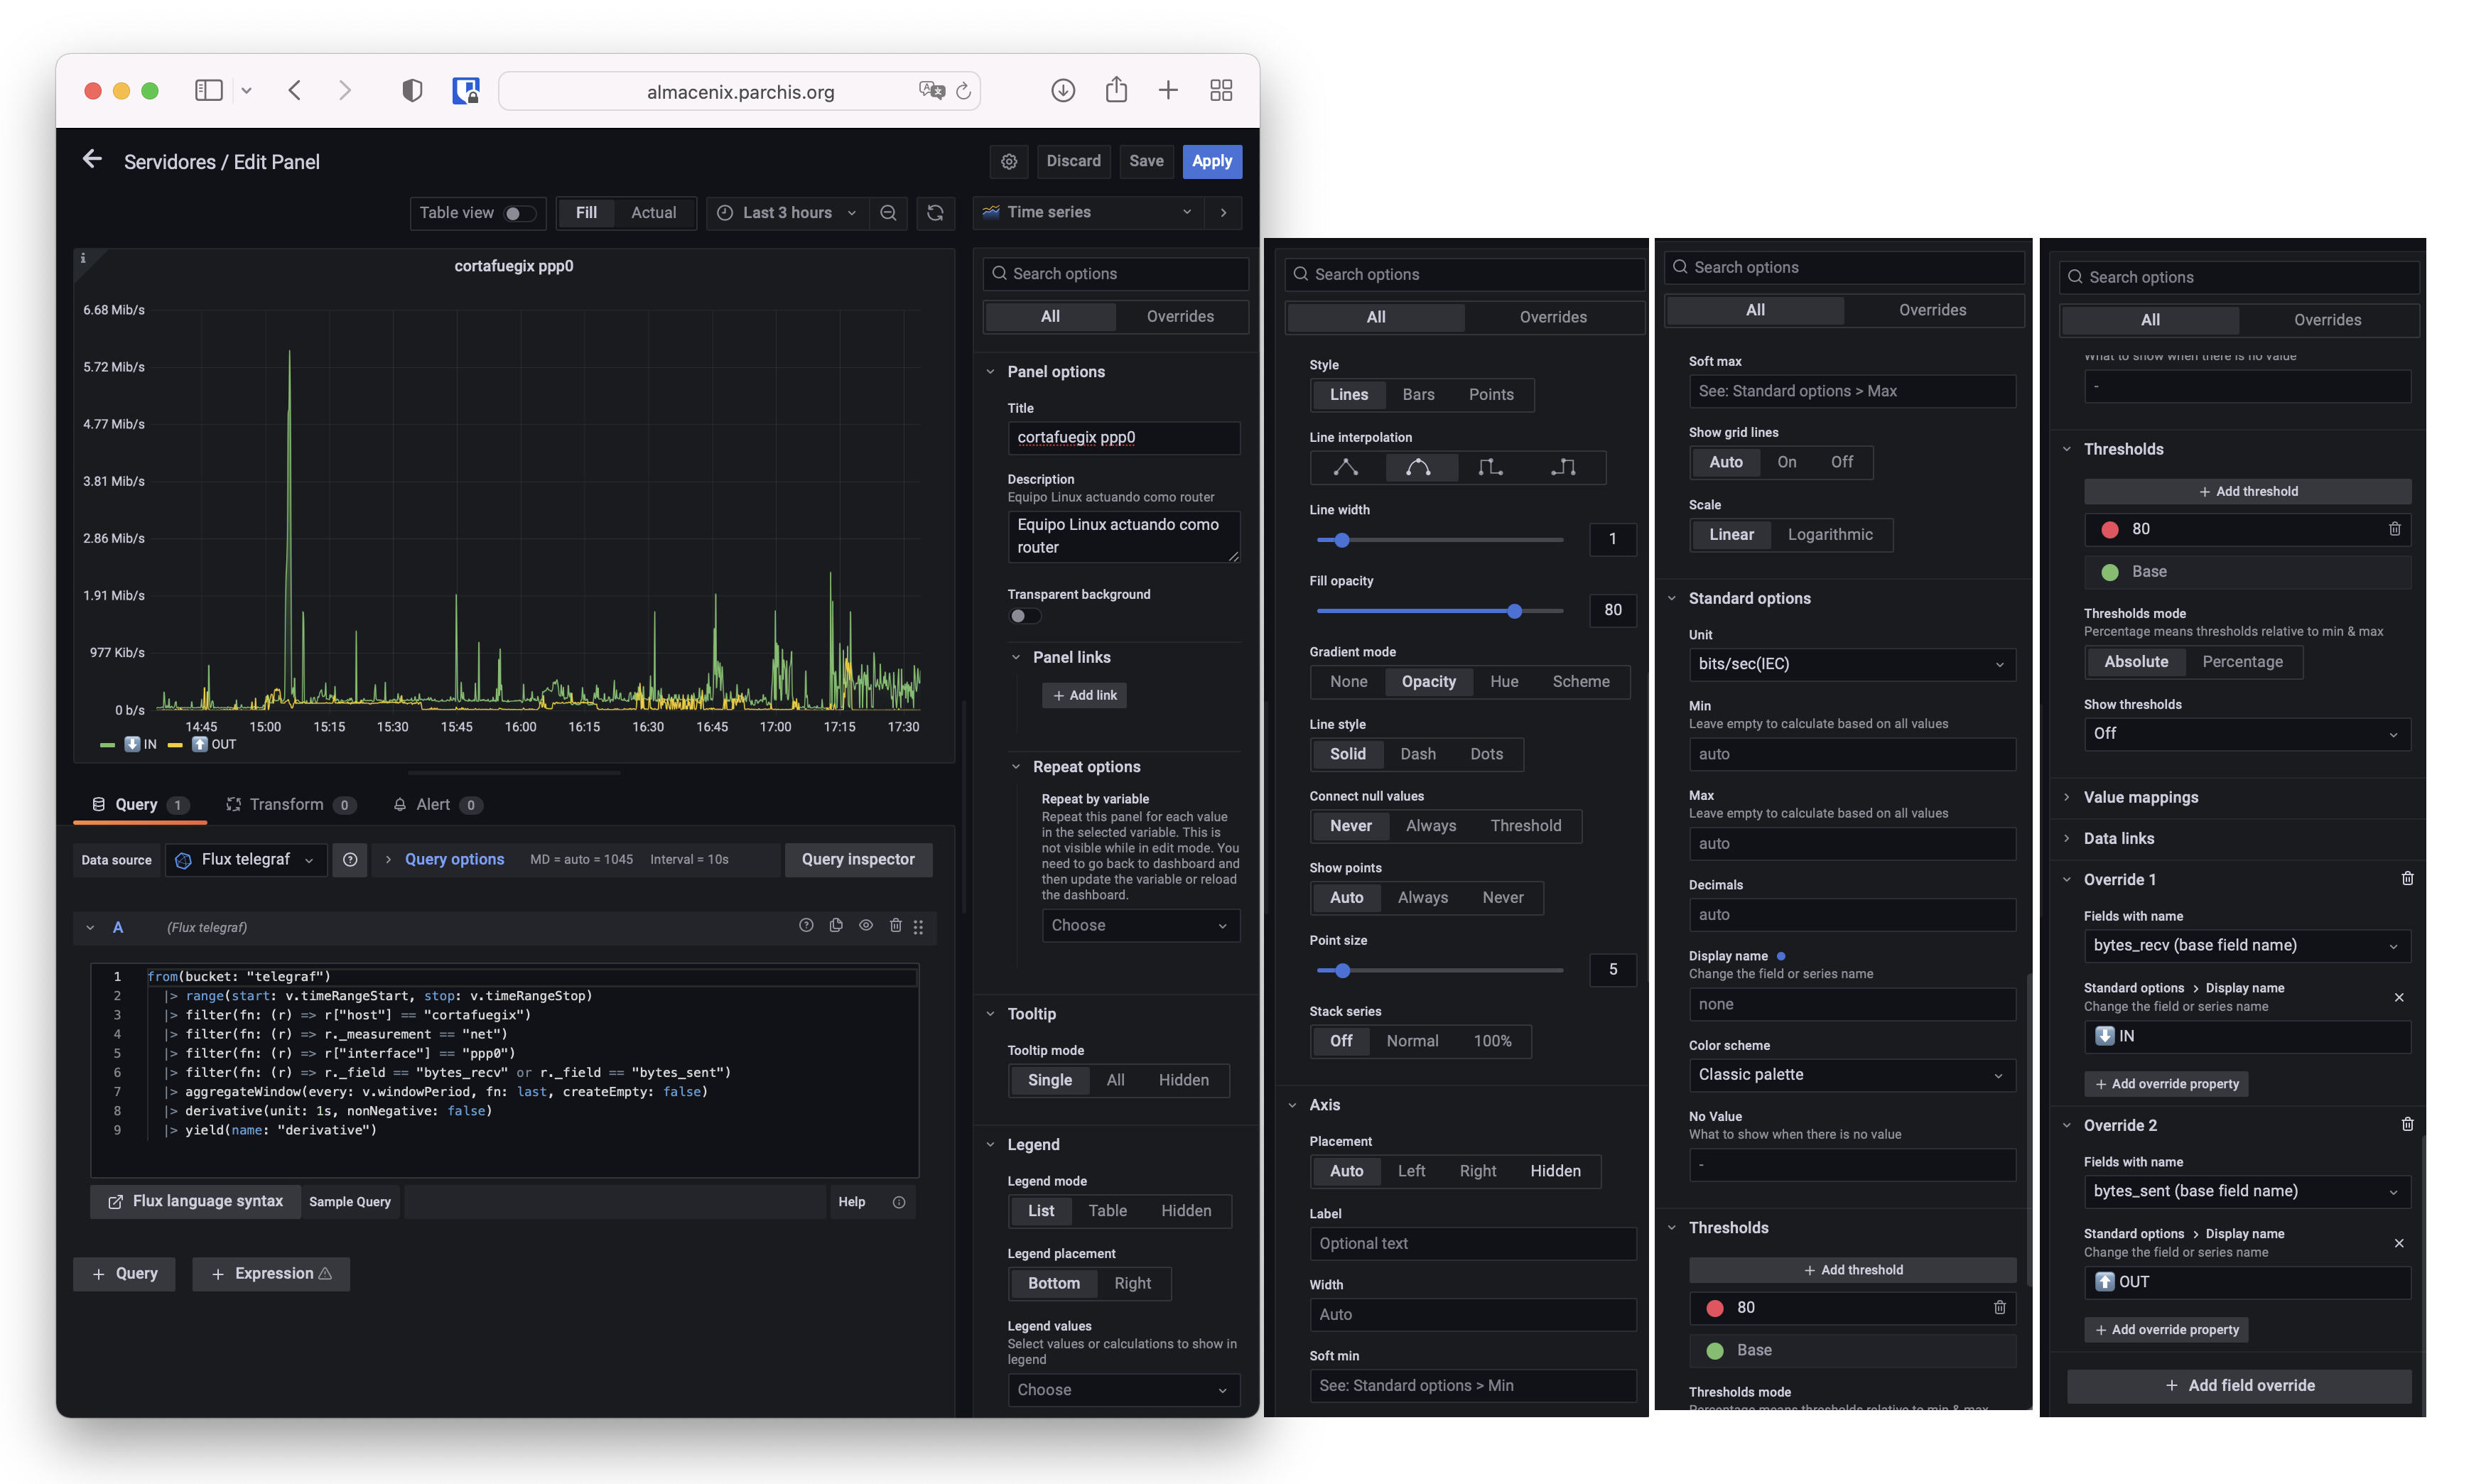 almacenix.parchis.org
Servidores / Edit Panel
Discard
Save
Apply
Table view
Fill
Actual
Last 3 hours
Time series
cortafuegix ppp0
6.68 Mib/s
5.72 Mib/s
4.77 Mib/s
3.81 Mib/s
2.86 Mib/s
1.91 Mib/s
977 Kib/s
0 b/s
14:45 15:00 15:15 15:30 15:45 16:00 16:15 16:30 16:45 17:00 17:15 17:30
⬇️ IN ⬆️ OUT
Query 1
Transform 0
Alert 0
Data source
Flux telegraf
Query options
MD = auto = 1045
Interval = 10s
Query inspector
A
(Flux telegraf)
1 from(bucket: "telegraf")
2 |> range(start: v.timeRangeStart, stop: v.timeRangeStop)
3 |> filter(fn: (r) => r["host"] == "cortafuegix")
4 |> filter(fn: (r) => r._measurement == "net")
5 |> filter(fn: (r) => r["interface"] == "ppp0")
6 |> filter(fn: (r) => r._field == "bytes_recv" or r._field == "bytes_sent")
7 |> aggregateWindow(every: v.windowPeriod, fn: last, createEmpty: false)
8 |> derivative(unit: 1s, nonNegative: false)
9 |> yield(name: "derivative")
Flux language syntax
Sample Query
Help
+ Query
+ Expression
Search options
All
Overrides
Panel options
Title
cortafuegix ppp0
Description
Equipo Linux actuando como router
Equipo Linux actuando como
router
Transparent background
Panel links
+ Add link
Repeat options
Repeat by variable
Repeat this panel for each value
in the selected variable. This is
not visible while in edit mode. You
need to go back to dashboard and
then update the variable or reload
the dashboard.
Choose
Tooltip
Tooltip mode
Single All Hidden
Legend
Legend mode
List Table Hidden
Legend placement
Bottom Right
Legend values
Select values or calculations to show in
legend
Choose
Search options
All
Overrides
Style
Lines Bars Points
Line interpolation
Line width
1
Fill opacity
80
Gradient mode
None Opacity Hue Scheme
Line style
Solid Dash Dots
Connect null values
Never Always Threshold
Show points
Auto Always Never
Point size
5
Stack series
Off Normal 100%
Axis
Placement
Auto Left Right Hidden
Label
Optional text
Width
Auto
Soft min
See: Standard options > Min
Search options
All
Overrides
Soft max
See: Standard options > Max
Show grid lines
Auto On Off
Scale
Linear Logarithmic
Standard options
Unit
bits/sec(IEC)
Min
Leave empty to calculate based on all values
auto
Max
Leave empty to calculate based on all values
auto
Decimals
auto
Display name
Change the field or series name
none
Color scheme
Classic palette
No Value
What to show when there is no value
-
Thresholds
+ Add threshold
80
Base
Thresholds mode
Percentage means thresholds relative to min & max
Search options
All
Overrides
What to show when there is no value
-
Thresholds
+ Add threshold
80
Base
Thresholds mode
Percentage means thresholds relative to min & max
Absolute Percentage
Show thresholds
Off
Value mappings
Data links
Override 1
Fields with name
bytes_recv (base field name)
Standard options > Display name
Change the field or series name
⬇️ IN
+ Add override property
Override 2
Fields with name
bytes_sent (base field name)
Standard options > Display name
Change the field or series name
⬆️ OUT
+ Add override property
+ Add field override